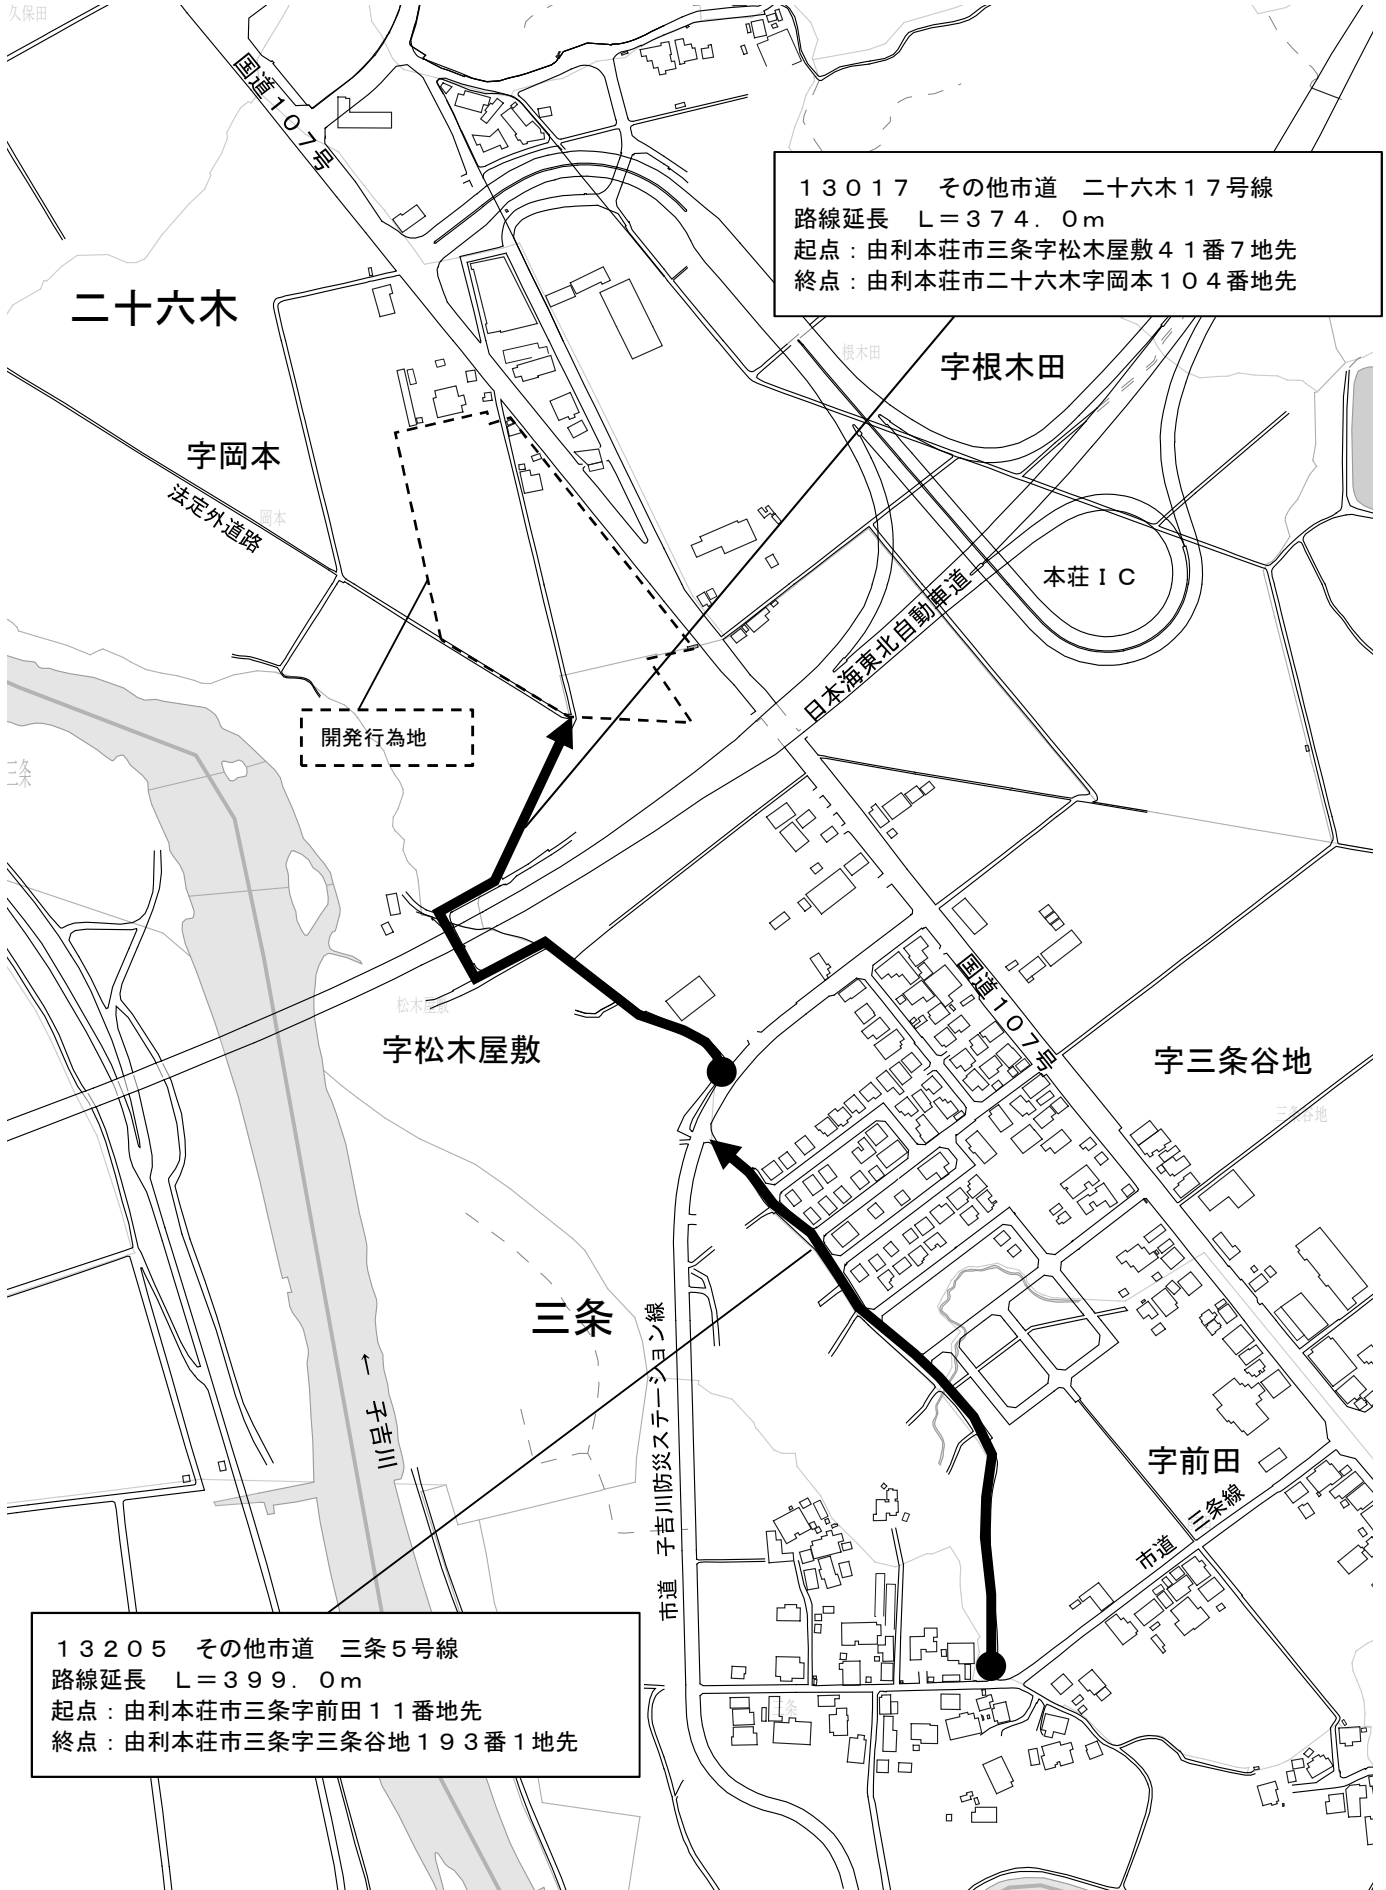 久保田
国道107号
13017　その他市道　二十六木17号線
路線延長　L=374.0m
起点：由利本荘市三条字松木屋敷41番7地先
終点：由利本荘市二十六木字岡本104番地先
二十六木
根木田
字根木田
字岡本
法定外道路
岡本
本荘IC
日本海東北自動車道
開発行為地
三条
松木屋敷
字松木屋敷
国道107号
字三条谷地
三条谷地
三条
市道　子吉川防災ステーション線
← 子吉川
字前田
市道　三条線
13205　その他市道　三条5号線
路線延長　L=399.0m
起点：由利本荘市三条字前田11番地先
終点：由利本荘市三条字三条谷地193番1地先
三条